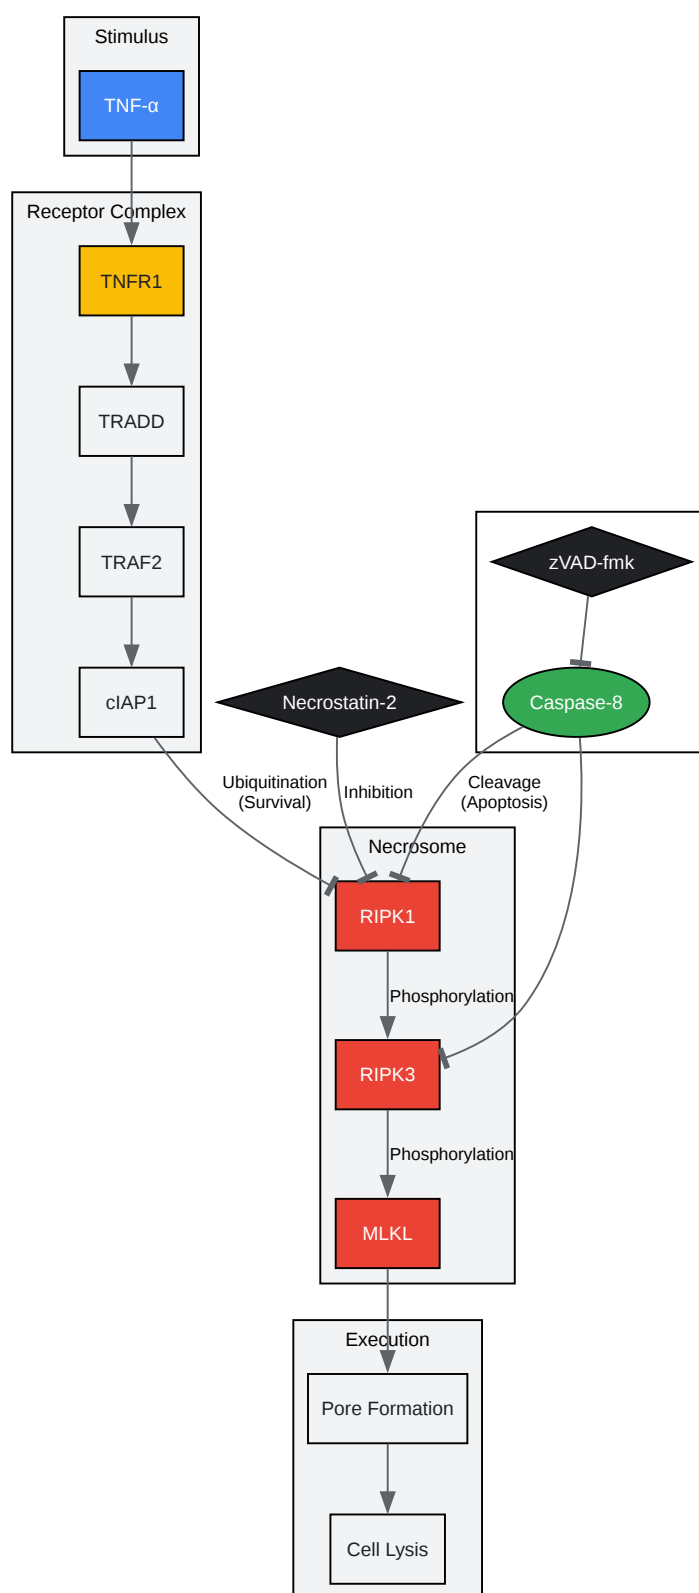 Stimulus
TNF-α
Receptor Complex
TNFR1
TRADD
TRAF2
zVAD-fmk
cIAP1
Necrostatin-2
Caspase-8
Ubiquitination
(Survival)
Inhibition
Cleavage
(Apoptosis)
Necrosome
RIPK1
Phosphorylation
RIPK3
Phosphorylation
MLKL
Execution
Pore Formation
Cell Lysis